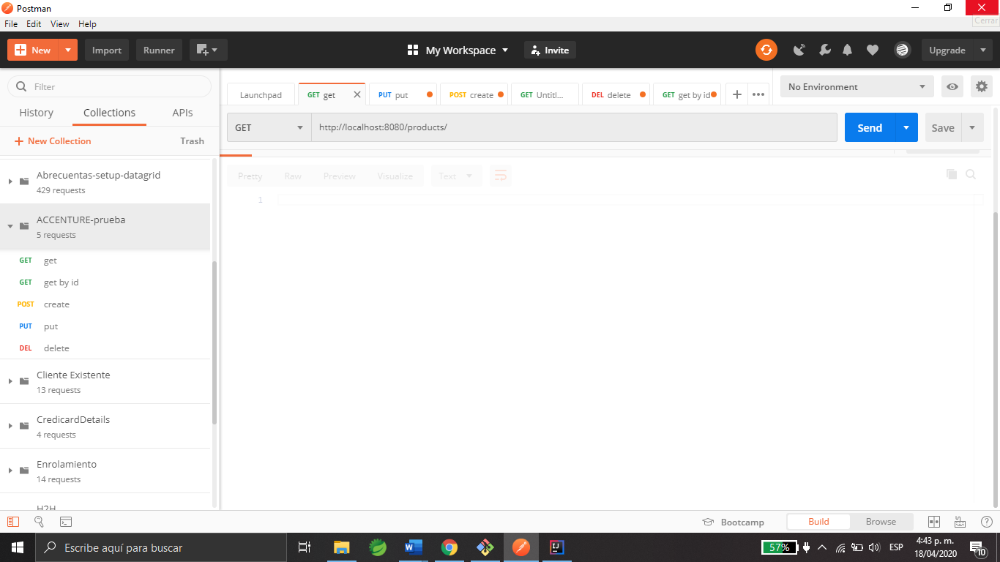 Postman
File Edit View Help
Cerrar
New Import Runner My Workspace Invite Upgrade
Filter
History Collections APIs
New Collection Trash
Abrecuentas-setup-datagrid
429 requests
ACCENTURE-prueba
5 requests
GET get
GET get by id
POST create
PUT put
DEL delete
Cliente Existente
13 requests
CredicardDetails
4 requests
Enrolamiento
14 requests
H2H
Launchpad GET get PUT put POST create GET Untitl... DEL delete GET get by id
No Environment
GET http://localhost:8080/products/ Send Save
Pretty Raw Preview Visualize Text
1
Bootcamp Build Browse
Escribe aquí para buscar
W
IJ
57% ESP
4:43 p. m.
18/04/2020
10